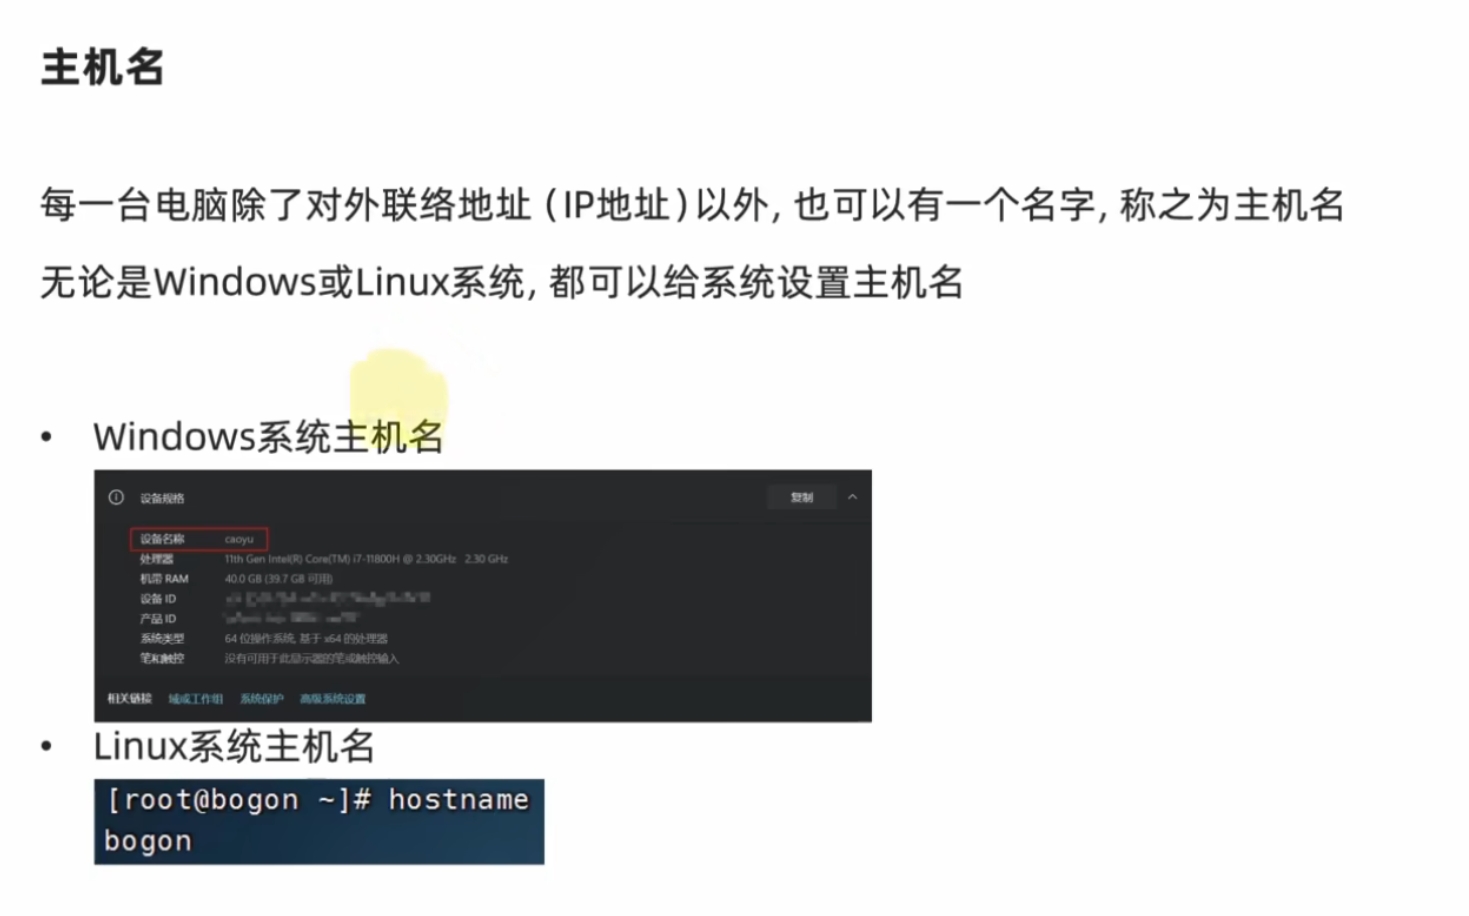 主机名
每一台电脑除了对外联络地址（IP地址）以外，也可以有一个名字，称之为主机名
无论是Windows或Linux系统，都可以给系统设置主机名
• Windows系统主机名
设备规格 复制
设备名称 caoyu
处理器 11th Gen Intel(R) Core(TM) i7-11800H @ 2.30GHz 2.30 GHz
机带 RAM 40.0 GB (39.7 GB 可用)
设备 ID
产品 ID
系统类型 64 位操作系统, 基于 x64 的处理器
笔和触控 没有可用于此显示器的笔或触控输入
相关链接 域或工作组 系统保护 高级系统设置
• Linux系统主机名
[root@bogon ~]# hostname
bogon